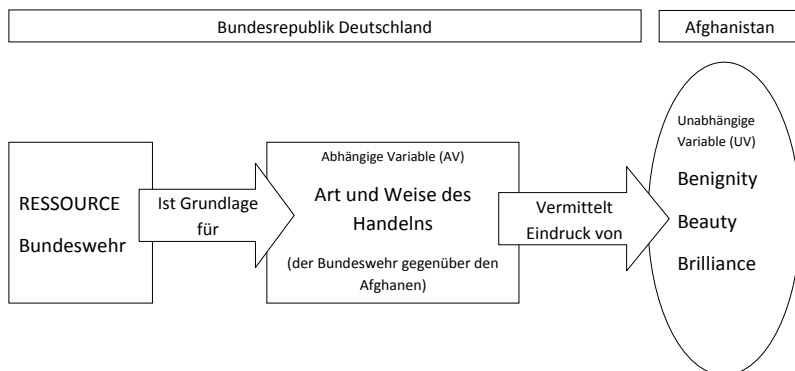 Bundesrepublik Deutschland
Afghanistan
RESSOURCE
Bundeswehr
Ist Grundlage
für
Abhängige Variable (AV)
Art und Weise des
Handelns
(der Bundeswehr gegenüber den
Afghanen)
Vermittelt
Eindruck von
Unabhängige
Variable (UV)
Benignity
Beauty
Brilliance